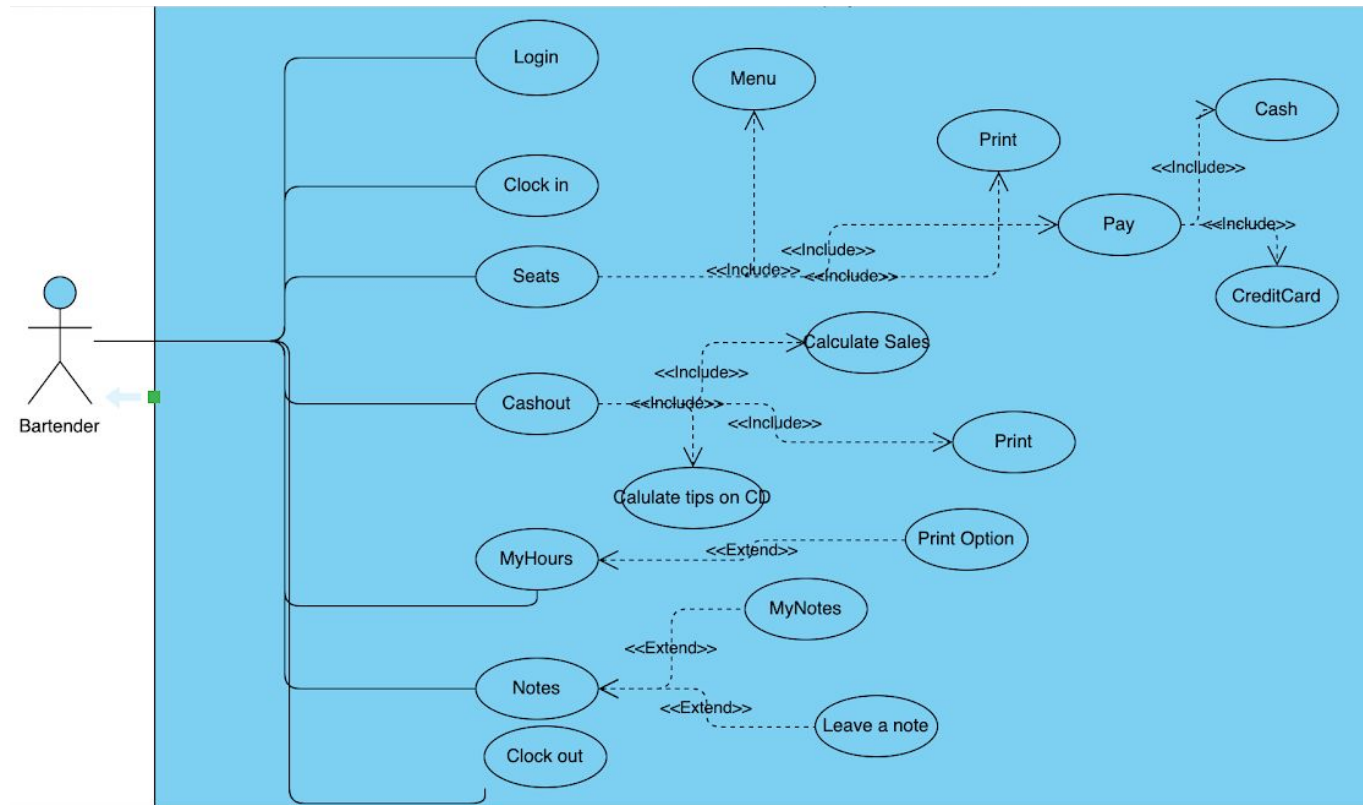 Login
Menu
Cash
Print
<<Include>>
Clock in
Pay
<<Include>>
<<Include>>
<<Include>>
<<Include>>
Seats
CreditCard
Calculate Sales
<<Include>>
Cashout
<<Include>>
<<Include>>
Bartender
Print
Calulate tips on CD
Print Option
<<Extend>>
MyHours
MyNotes
<<Extend>>
Notes
<<Extend>>
Leave a note
Clock out